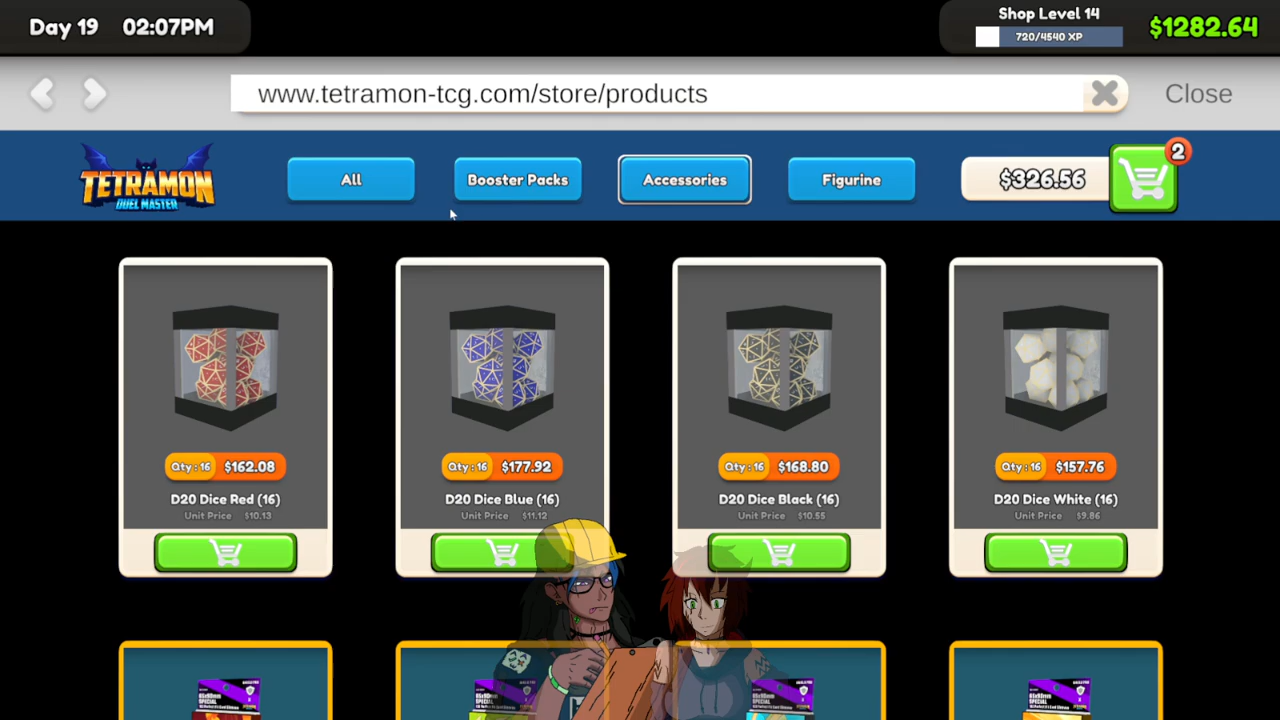 Day 19 02:07PM
Shop Level 14
720/4540 XP
$1282.64
www.tetramon-tcg.com/store/products
Close
TETRAMON
DUEL MASTER
All
Booster Packs
Accessories
Figurine
$326.56
2
Qty : 16 $162.08
D20 Dice Red (16)
Unit Price $10.13
Qty : 16 $177.92
D20 Dice Blue (16)
Unit Price $11.12
Qty : 16 $168.80
D20 Dice Black (16)
Unit Price $10.55
Qty : 16 $157.76
D20 Dice White (16)
Unit Price $9.86
SPECIAL
SPECIAL
SPECIAL
SPECIAL